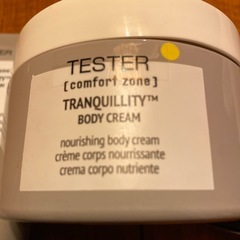 TESTER
[comfort zone]
TRANQUILLITY™
BODY CREAM
nourishing body cream
crème corps nourrissante
crema corpo nutriente